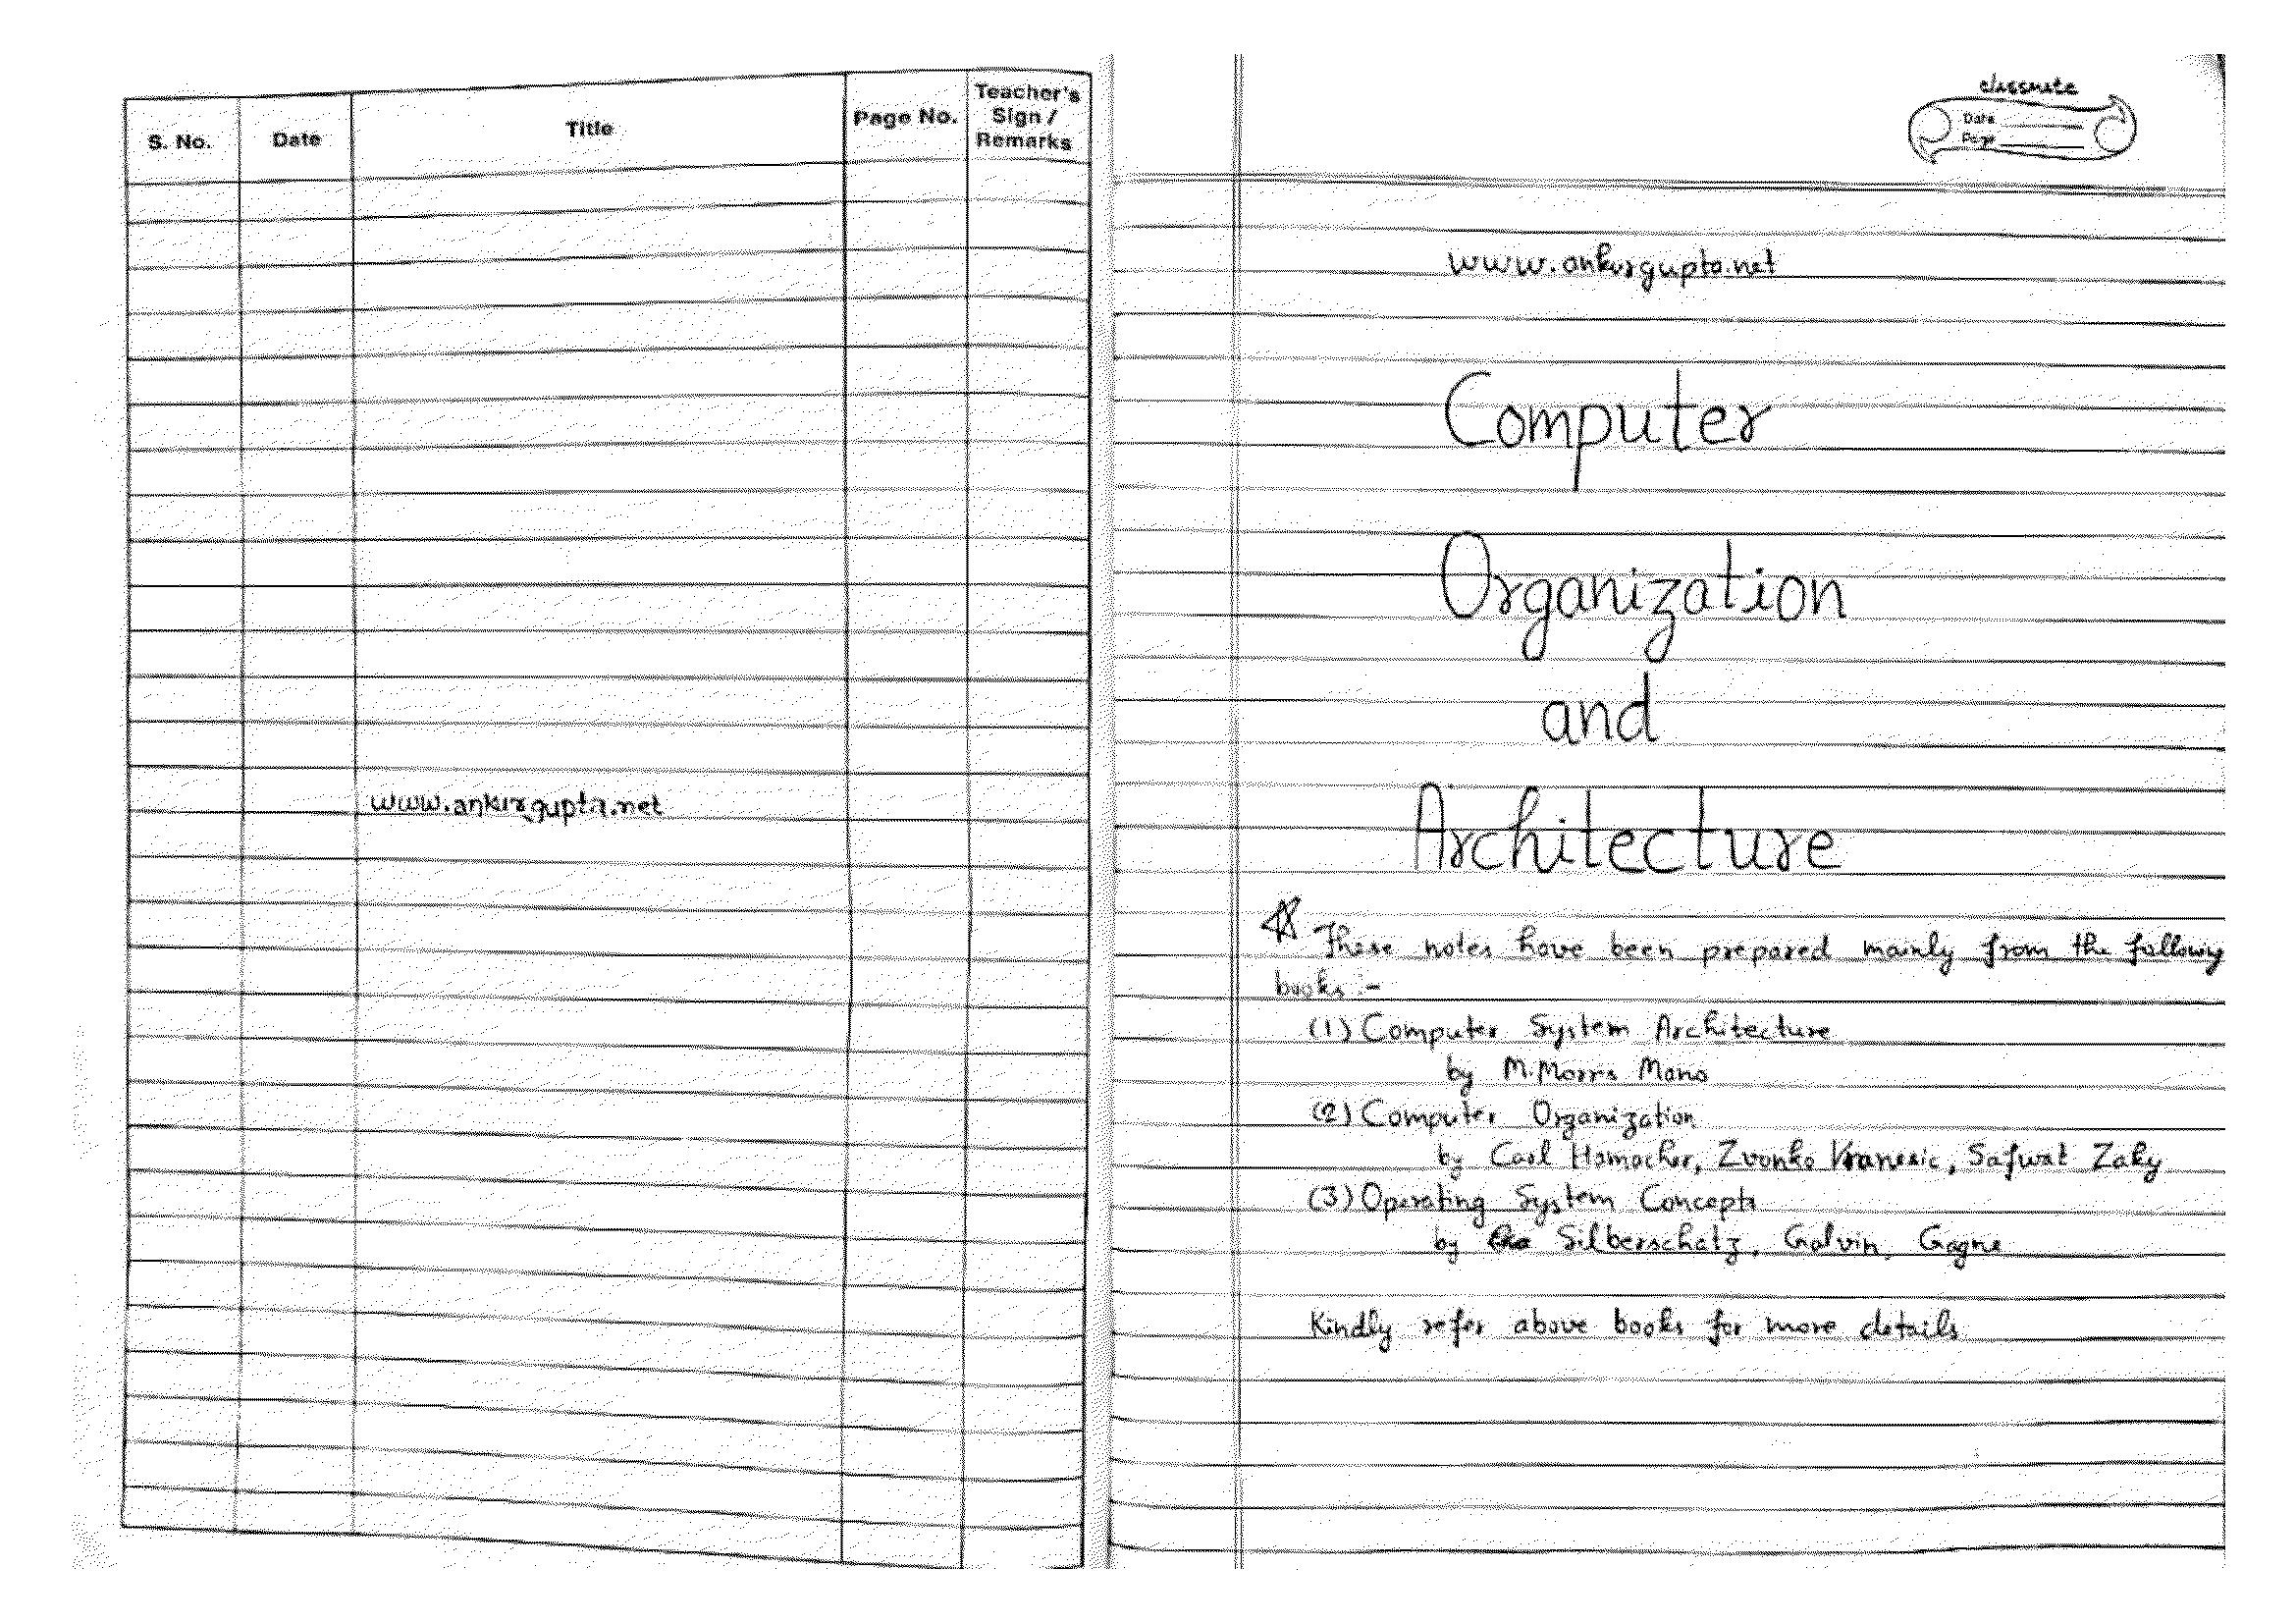 S. No.
Date
Title
Page No.
Teacher's
Sign /
Remarks
www.ankurgupta.net
classmate
Date
Page
www.ankurgupta.net
Computer
Organization
and
Architecture
These notes have been prepared mainly from the following
books :-
(1) Computer System Architecture
by M. Morris Mano
(2) Computer Organization
by Carl Hamacher, Zvonko Vranesic, Safwat Zaky
(3) Operating System Concepts
by Silberschatz, Galvin, Gagne
Kindly refer above books for more details